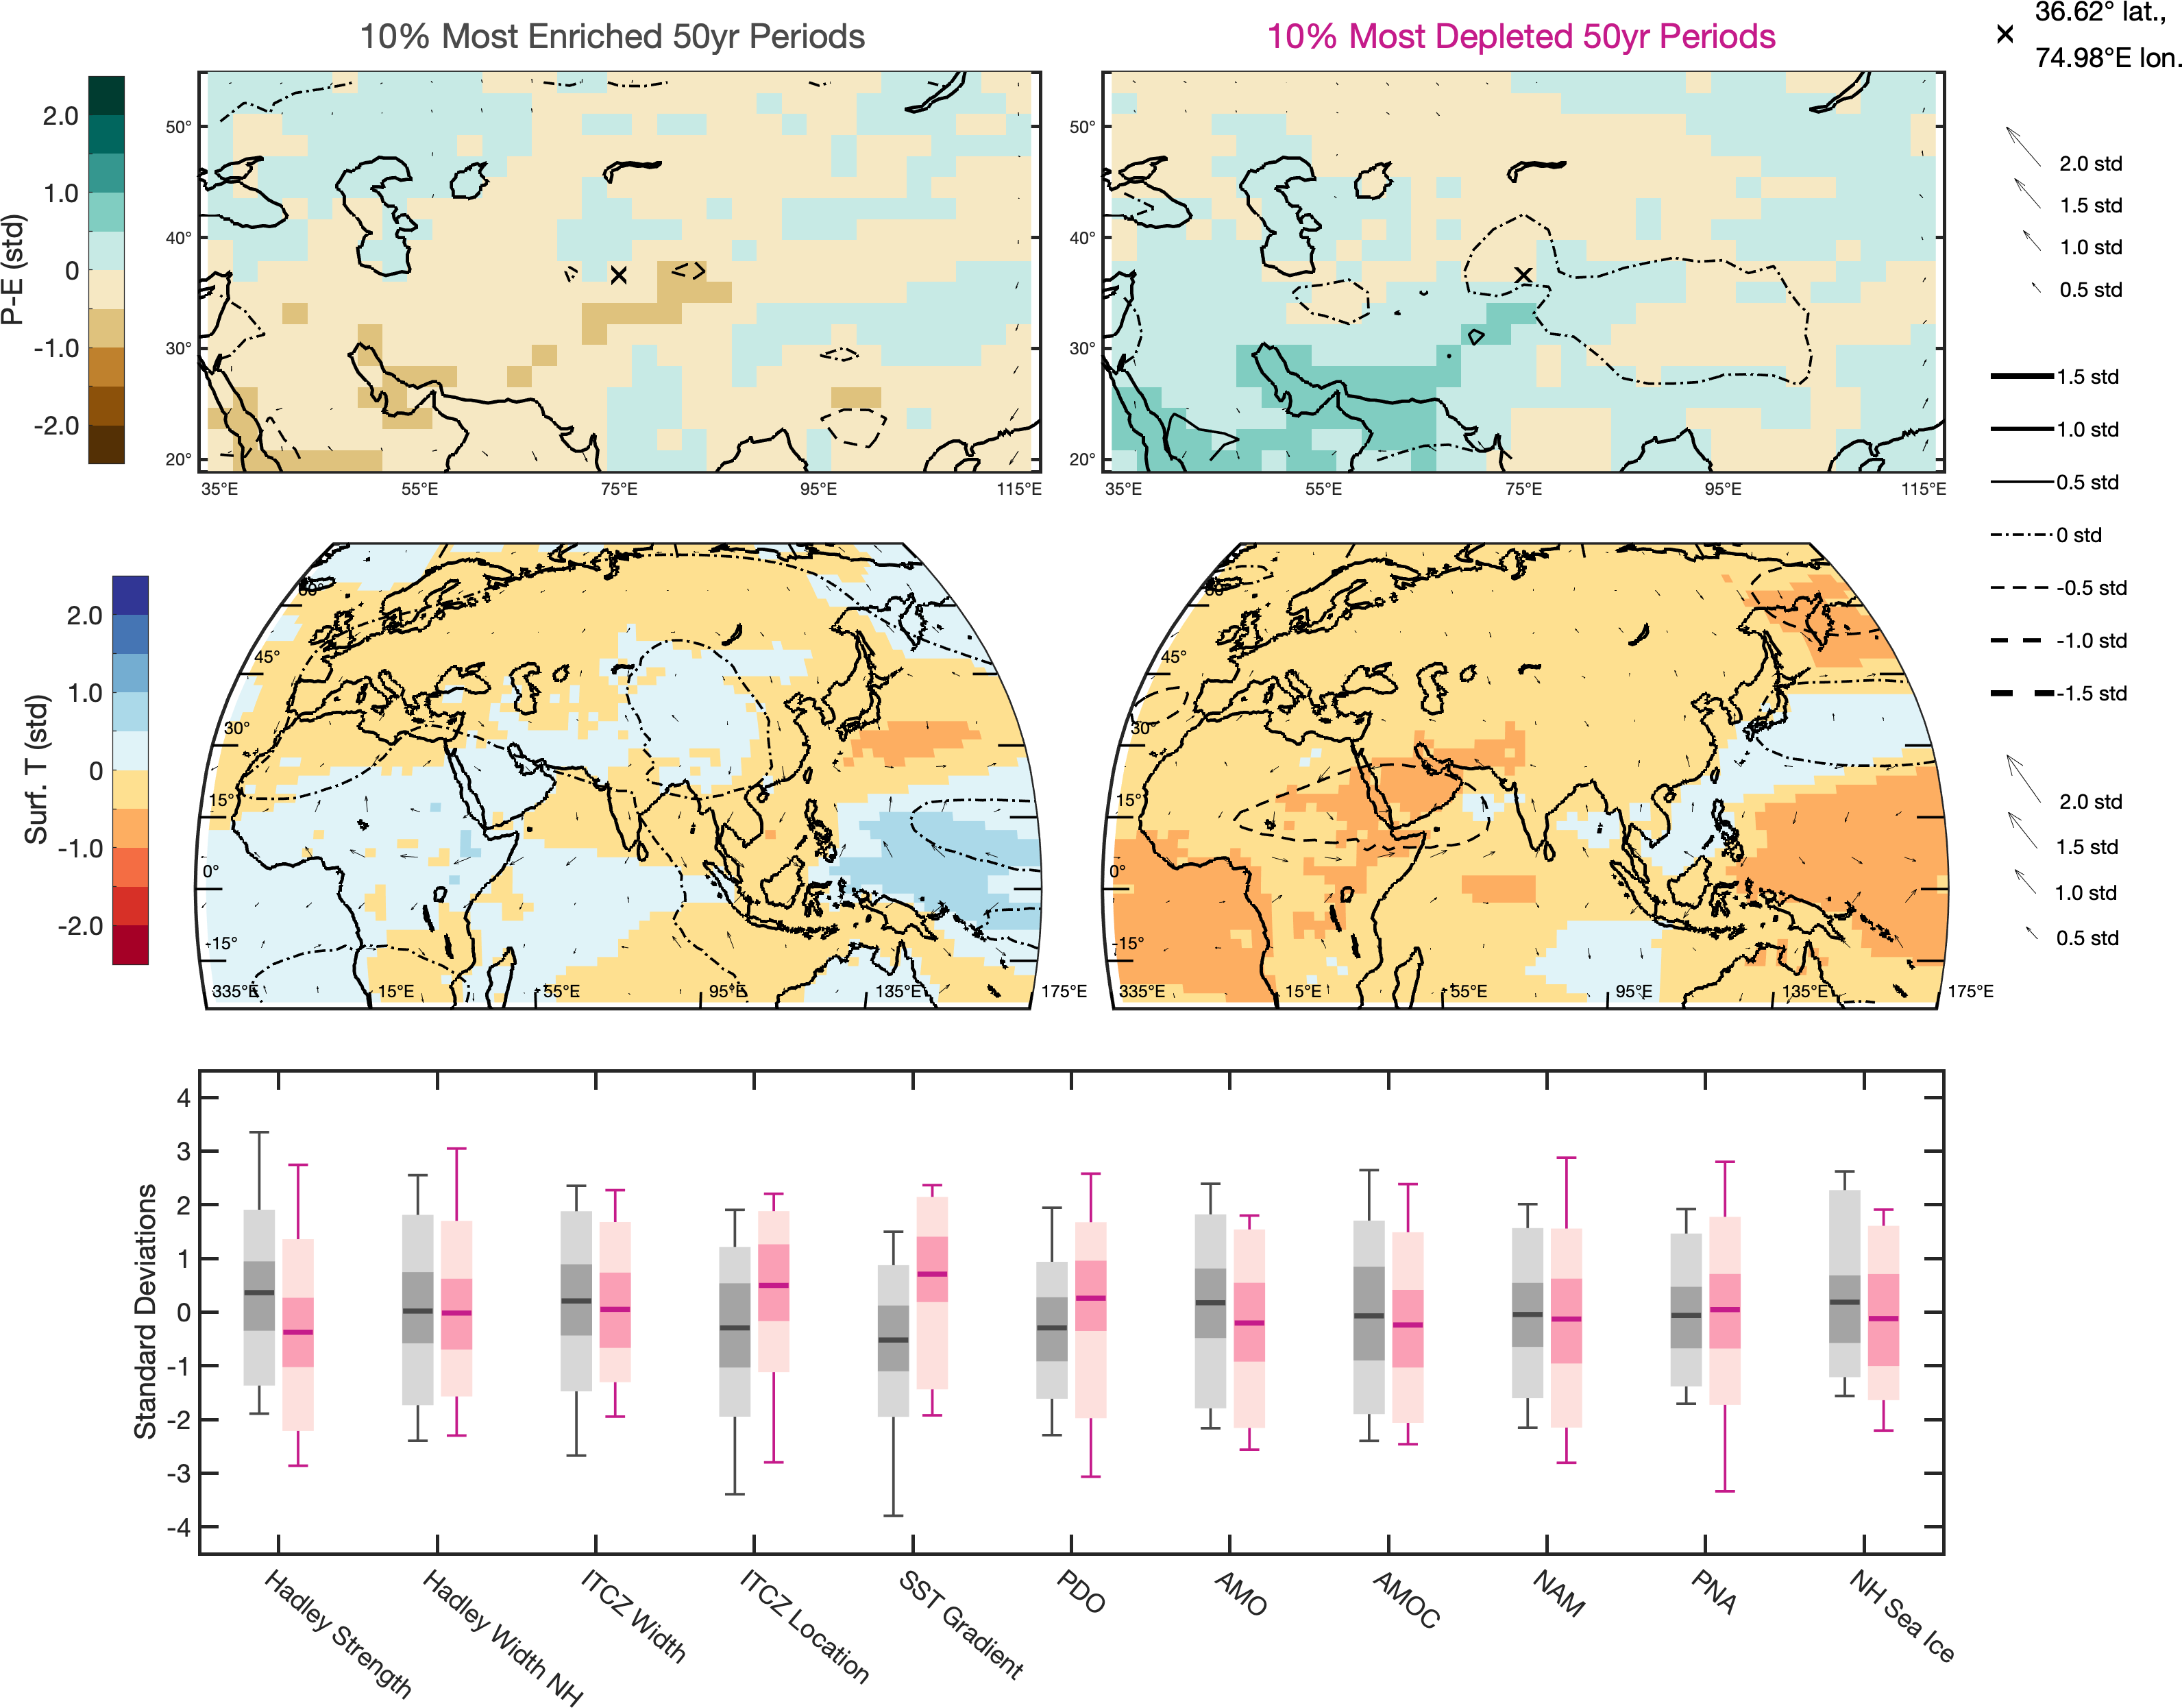 10% Most Enriched 50yr Periods
10% Most Depleted 50yr Periods
36.62° lat.,
74.98°E lon.
P-E (std)
2.0
1.0
0
-1.0
-2.0
50°
40°
30°
20°
35°E 55°E 75°E 95°E 115°E
50°
40°
30°
20°
35°E 55°E 75°E 95°E 115°E
2.0 std
1.5 std
1.0 std
0.5 std
1.5 std
1.0 std
0.5 std
0 std
-0.5 std
-1.0 std
-1.5 std
Surf. T (std)
2.0
1.0
0
-1.0
-2.0
60°
45°
30°
15°
0°
-15°
335°E 15°E 55°E 95°E 135°E 175°E
60°
45°
30°
15°
0°
-15°
335°E 15°E 55°E 95°E 135°E 175°E
2.0 std
1.5 std
1.0 std
0.5 std
Standard Deviations
4
3
2
1
0
-1
-2
-3
-4
Hadley Strength
Hadley Width NH
ITCZ Width
ITCZ Location
SST Gradient
PDO
AMO
AMOC
NAM
PNA
NH Sea Ice